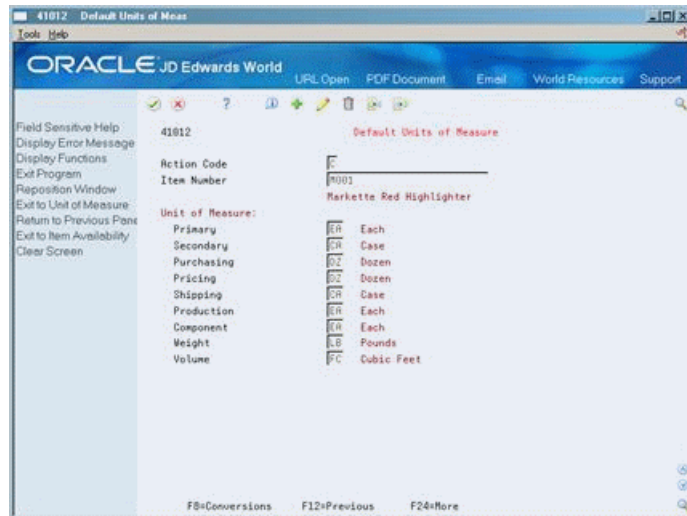 41012 Default Units of Meas
Tools Help
ORACLE JD Edwards World
URL Open PDF Document Email World Resources Support
Field Sensitive Help
Display Error Message
Display Functions
Exit Program
Reposition Window
Exit to Unit of Measure
Return to Previous Pane
Exit to Item Availability
Clear Screen
41012 Default Units of Measure
Action Code C
Item Number M001
Markette Red Highlighter
Unit of Measure:
Primary EA Each
Secondary CA Case
Purchasing DZ Dozen
Pricing DZ Dozen
Shipping CA Case
Production EA Each
Component EA Each
Weight LB Pounds
Volume FC Cubic Feet
F8=Conversions F12=Previous F24=More